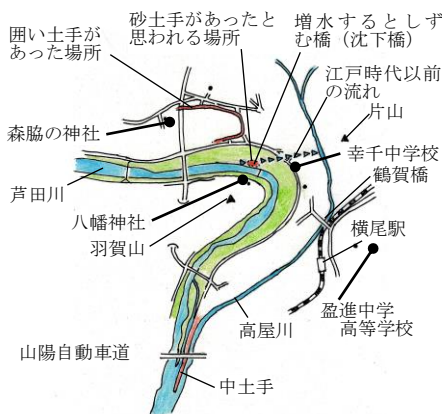 囲い土手が
あった場所
砂土手があったと
思われる場所
増水するとしず
む橋（沈下橋）
江戸時代以前
の流れ
片山
森脇の神社
幸千中学校
鶴賀橋
芦田川
八幡神社
羽賀山
横尾駅
盈進中学
高等学校
高屋川
山陽自動車道
中土手